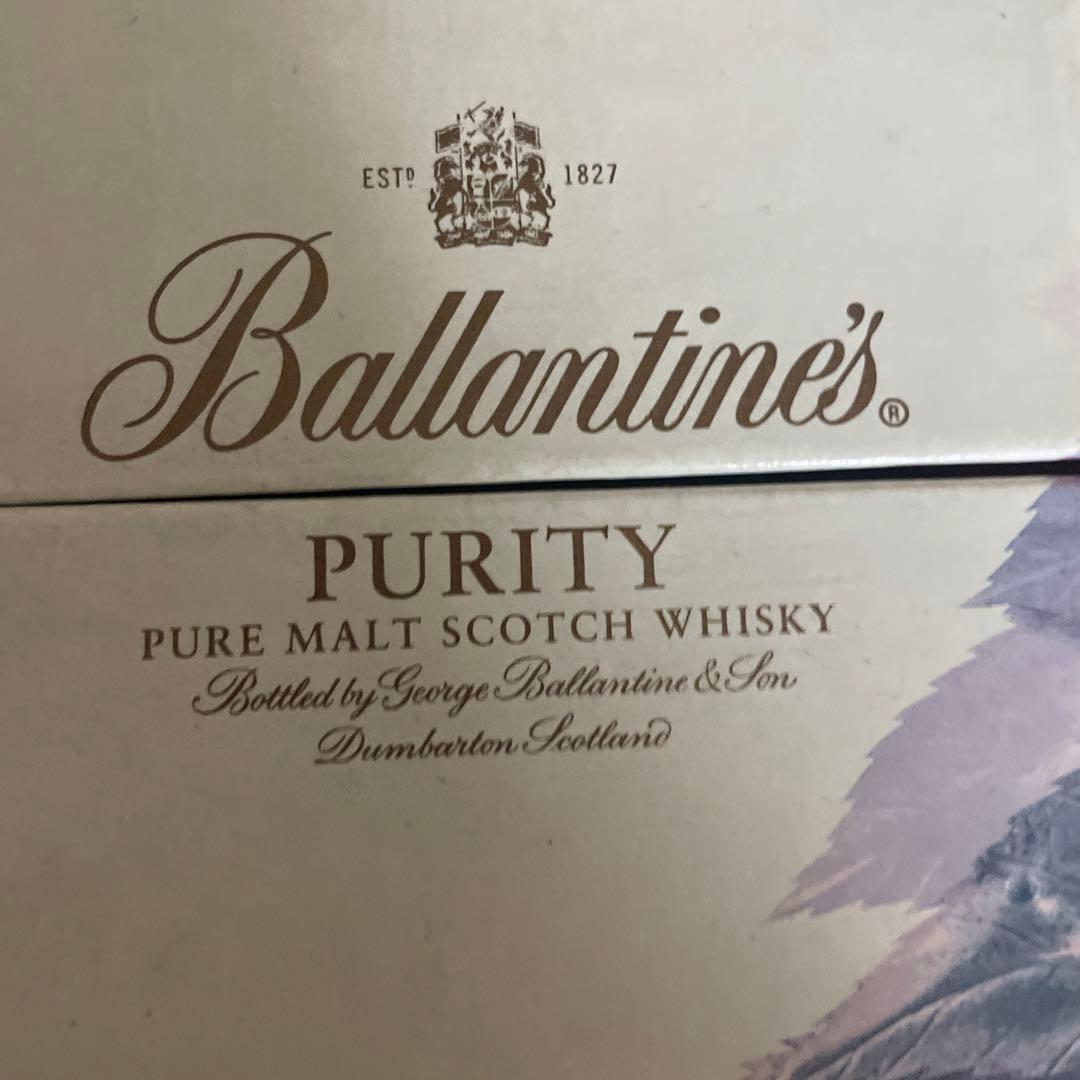 ESTD 1827
Ballantine's®
PURITY
PURE MALT SCOTCH WHISKY
Bottled by George Ballantine & Son
Dumbarton Scotland